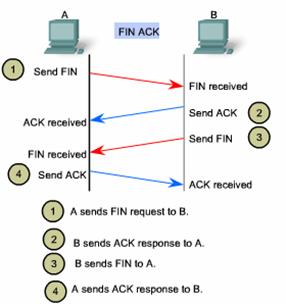 A
B
FIN ACK
1
Send FIN
FIN received
Send ACK
2
ACK received
Send FIN
3
FIN received
4
Send ACK
ACK received
1 A sends FIN request to B.
2 B sends ACK response to A.
3 B sends FIN to A.
4 A sends ACK response to B.